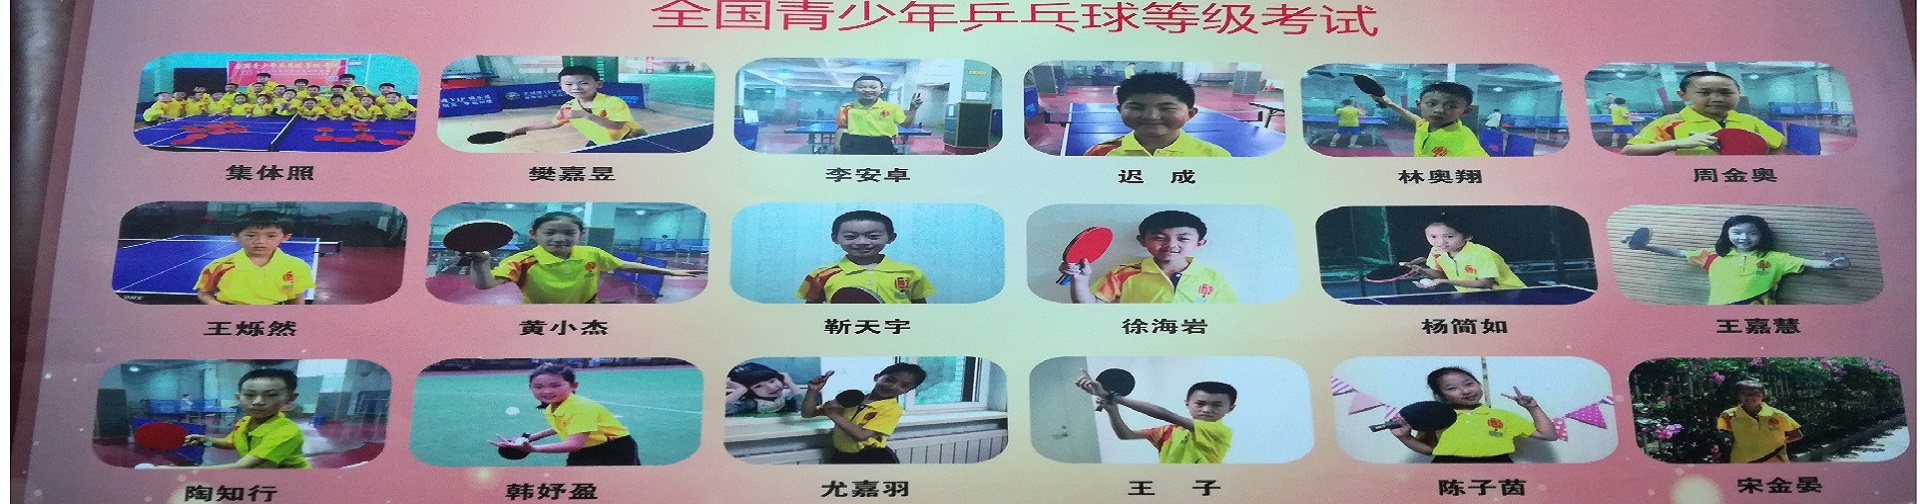 全国青少年乒乓球等级考试
集体照 樊嘉昱 李安卓 迟 成 林奥翔 周金奥
王烁然 黄小杰 靳天宇 徐海岩 杨简如 王嘉慧
陶知行 韩妤盈 尤嘉羽 王 子 陈子茵 宋金晏